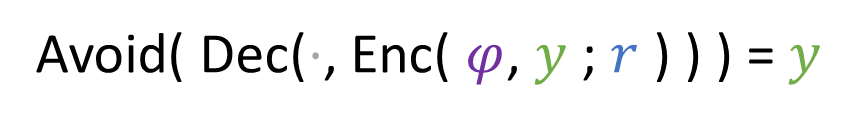 Avoid( Dec(·, Enc( φ, y ; r ) ) ) = y